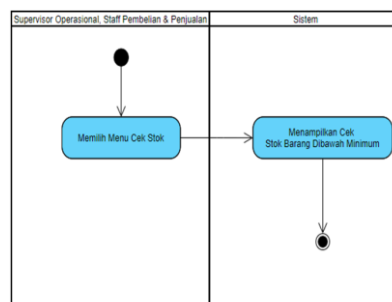 Supervisor Operasional, Staff Pembelian & Penjualan
Sistem
Memilih Menu Cek Stok
Menampilkan Cek
Stok Barang Dibawah Minimum